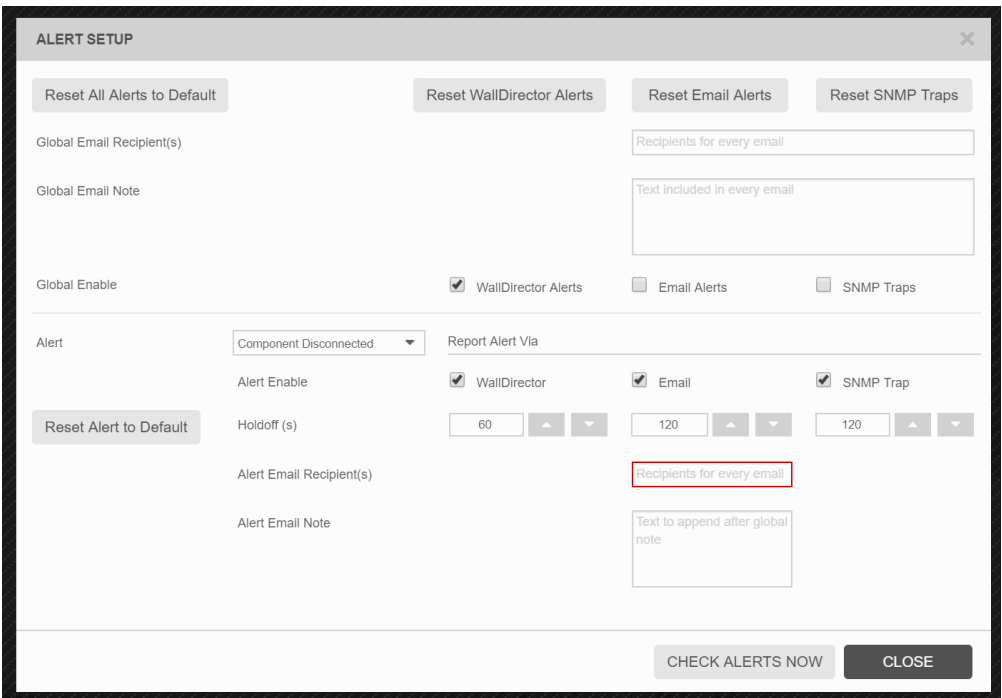 ALERT SETUP
Reset All Alerts to Default
Reset WallDirector Alerts
Reset Email Alerts
Reset SNMP Traps
Global Email Recipient(s)
Recipients for every email
Global Email Note
Text included in every email
Global Enable
WallDirector Alerts
Email Alerts
SNMP Traps
Alert
Component Disconnected
Report Alert Via
Alert Enable
WallDirector
Email
SNMP Trap
Reset Alert to Default
Holdoff (s)
60
120
120
Alert Email Recipient(s)
Recipients for every email
Alert Email Note
Text to append after global
note
CHECK ALERTS NOW
CLOSE